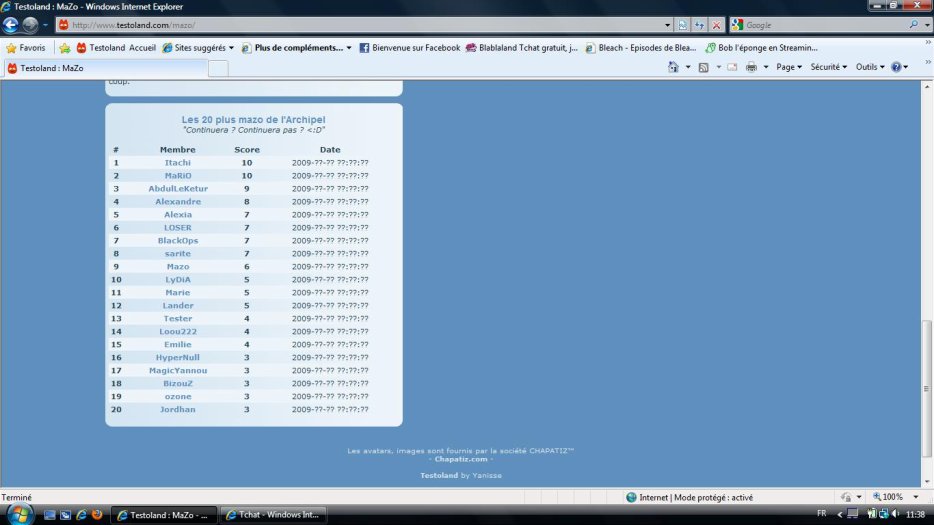 Testoland : MaZo - Windows Internet Explorer
http://www.testoland.com/mazo/
Google
Favoris Testoland Accueil Sites suggérés Plus de compléments... Bienvenue sur Facebook Blablaland Tchat gratuit, j... Bleach - Episodes de Blea... Bob l'éponge en Streamin...
Testoland : MaZo
Page Sécurité Outils
coup.
Les 20 plus mazo de l'Archipel
"Continuera ? Continuera pas ? <:D"
# Membre Score Date
1 Itachi 10 2009-??-?? ??:??:??
2 MaRiO 10 2009-??-?? ??:??:??
3 AbdulLeKetur 9 2009-??-?? ??:??:??
4 Alexandre 8 2009-??-?? ??:??:??
5 Alexia 7 2009-??-?? ??:??:??
6 LOSER 7 2009-??-?? ??:??:??
7 BlackOps 7 2009-??-?? ??:??:??
8 sarite 7 2009-??-?? ??:??:??
9 Mazo 6 2009-??-?? ??:??:??
10 LyDiA 5 2009-??-?? ??:??:??
11 Marie 5 2009-??-?? ??:??:??
12 Lander 5 2009-??-?? ??:??:??
13 Tester 4 2009-??-?? ??:??:??
14 Loou222 4 2009-??-?? ??:??:??
15 Emilie 4 2009-??-?? ??:??:??
16 HyperNull 3 2009-??-?? ??:??:??
17 MagicYannou 3 2009-??-?? ??:??:??
18 BizouZ 3 2009-??-?? ??:??:??
19 ozone 3 2009-??-?? ??:??:??
20 Jordhan 3 2009-??-?? ??:??:??
Les avatars, images sont fournis par la société CHAPATIZ™
- Chapatiz.com -
Testoland by Yanisse
Terminé Internet | Mode protégé : activé 100%
Testoland : MaZo - ... Tchat - Windows Int... FR 11:38